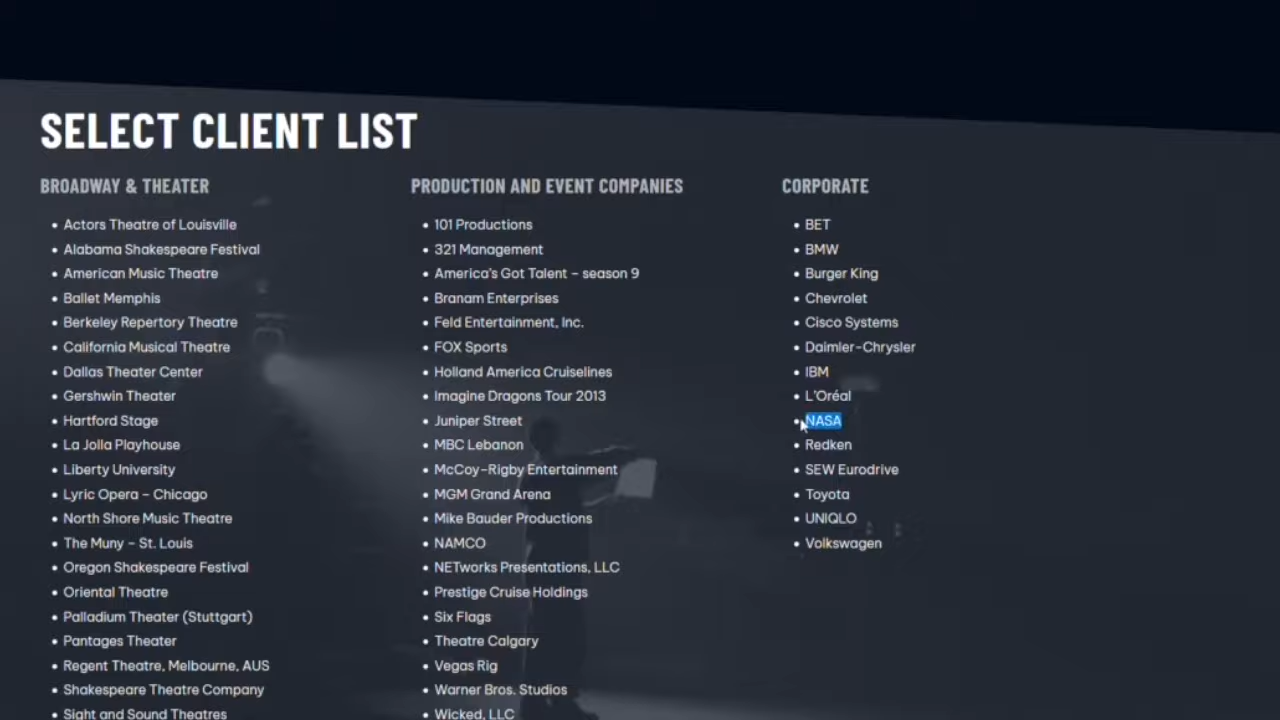 SELECT CLIENT LIST
BROADWAY & THEATER
• Actors Theatre of Louisville
• Alabama Shakespeare Festival
• American Music Theatre
• Ballet Memphis
• Berkeley Repertory Theatre
• California Musical Theatre
• Dallas Theater Center
• Gershwin Theater
• Hartford Stage
• La Jolla Playhouse
• Liberty University
• Lyric Opera – Chicago
• North Shore Music Theatre
• The Muny – St. Louis
• Oregon Shakespeare Festival
• Oriental Theatre
• Palladium Theater (Stuttgart)
• Pantages Theater
• Regent Theatre, Melbourne, AUS
• Shakespeare Theatre Company
• Sight and Sound Theatres
PRODUCTION AND EVENT COMPANIES
• 101 Productions
• 321 Management
• America's Got Talent – season 9
• Branam Enterprises
• Feld Entertainment, Inc.
• FOX Sports
• Holland America Cruiselines
• Imagine Dragons Tour 2013
• Juniper Street
• MBC Lebanon
• McCoy-Rigby Entertainment
• MGM Grand Arena
• Mike Bauder Productions
• NAMCO
• NETworks Presentations, LLC
• Prestige Cruise Holdings
• Six Flags
• Theatre Calgary
• Vegas Rig
• Warner Bros. Studios
• Wicked, LLC
CORPORATE
• BET
• BMW
• Burger King
• Chevrolet
• Cisco Systems
• Daimler-Chrysler
• IBM
• L'Oréal
• NASA
• Redken
• SEW Eurodrive
• Toyota
• UNIQLO
• Volkswagen